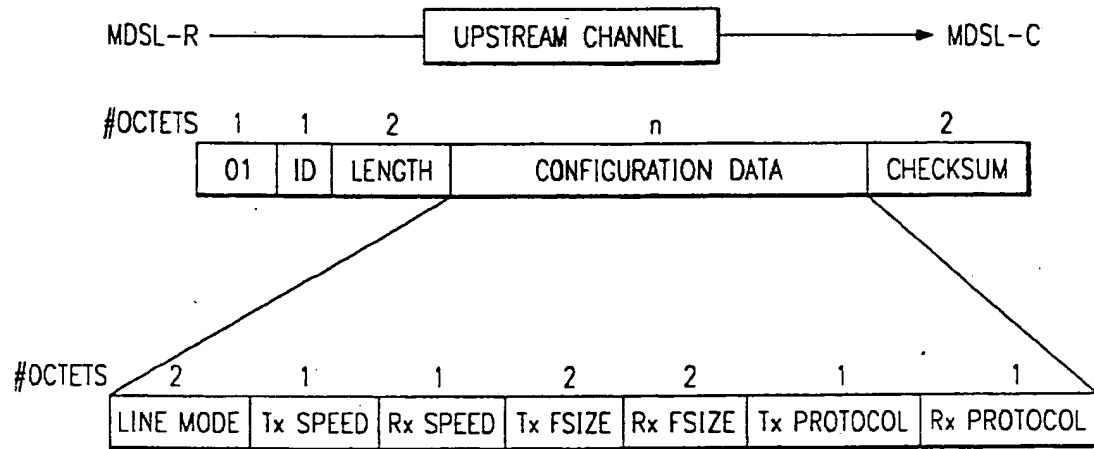 MDSL-R UPSTREAM CHANNEL MDSL-C
#OCTETS 1 1 2 n 2
01 ID LENGTH CONFIGURATION DATA CHECKSUM
#OCTETS 2 1 1 2 2 1 1
LINE MODE Tx SPEED Rx SPEED Tx FSIZE Rx FSIZE Tx PROTOCOL Rx PROTOCOL